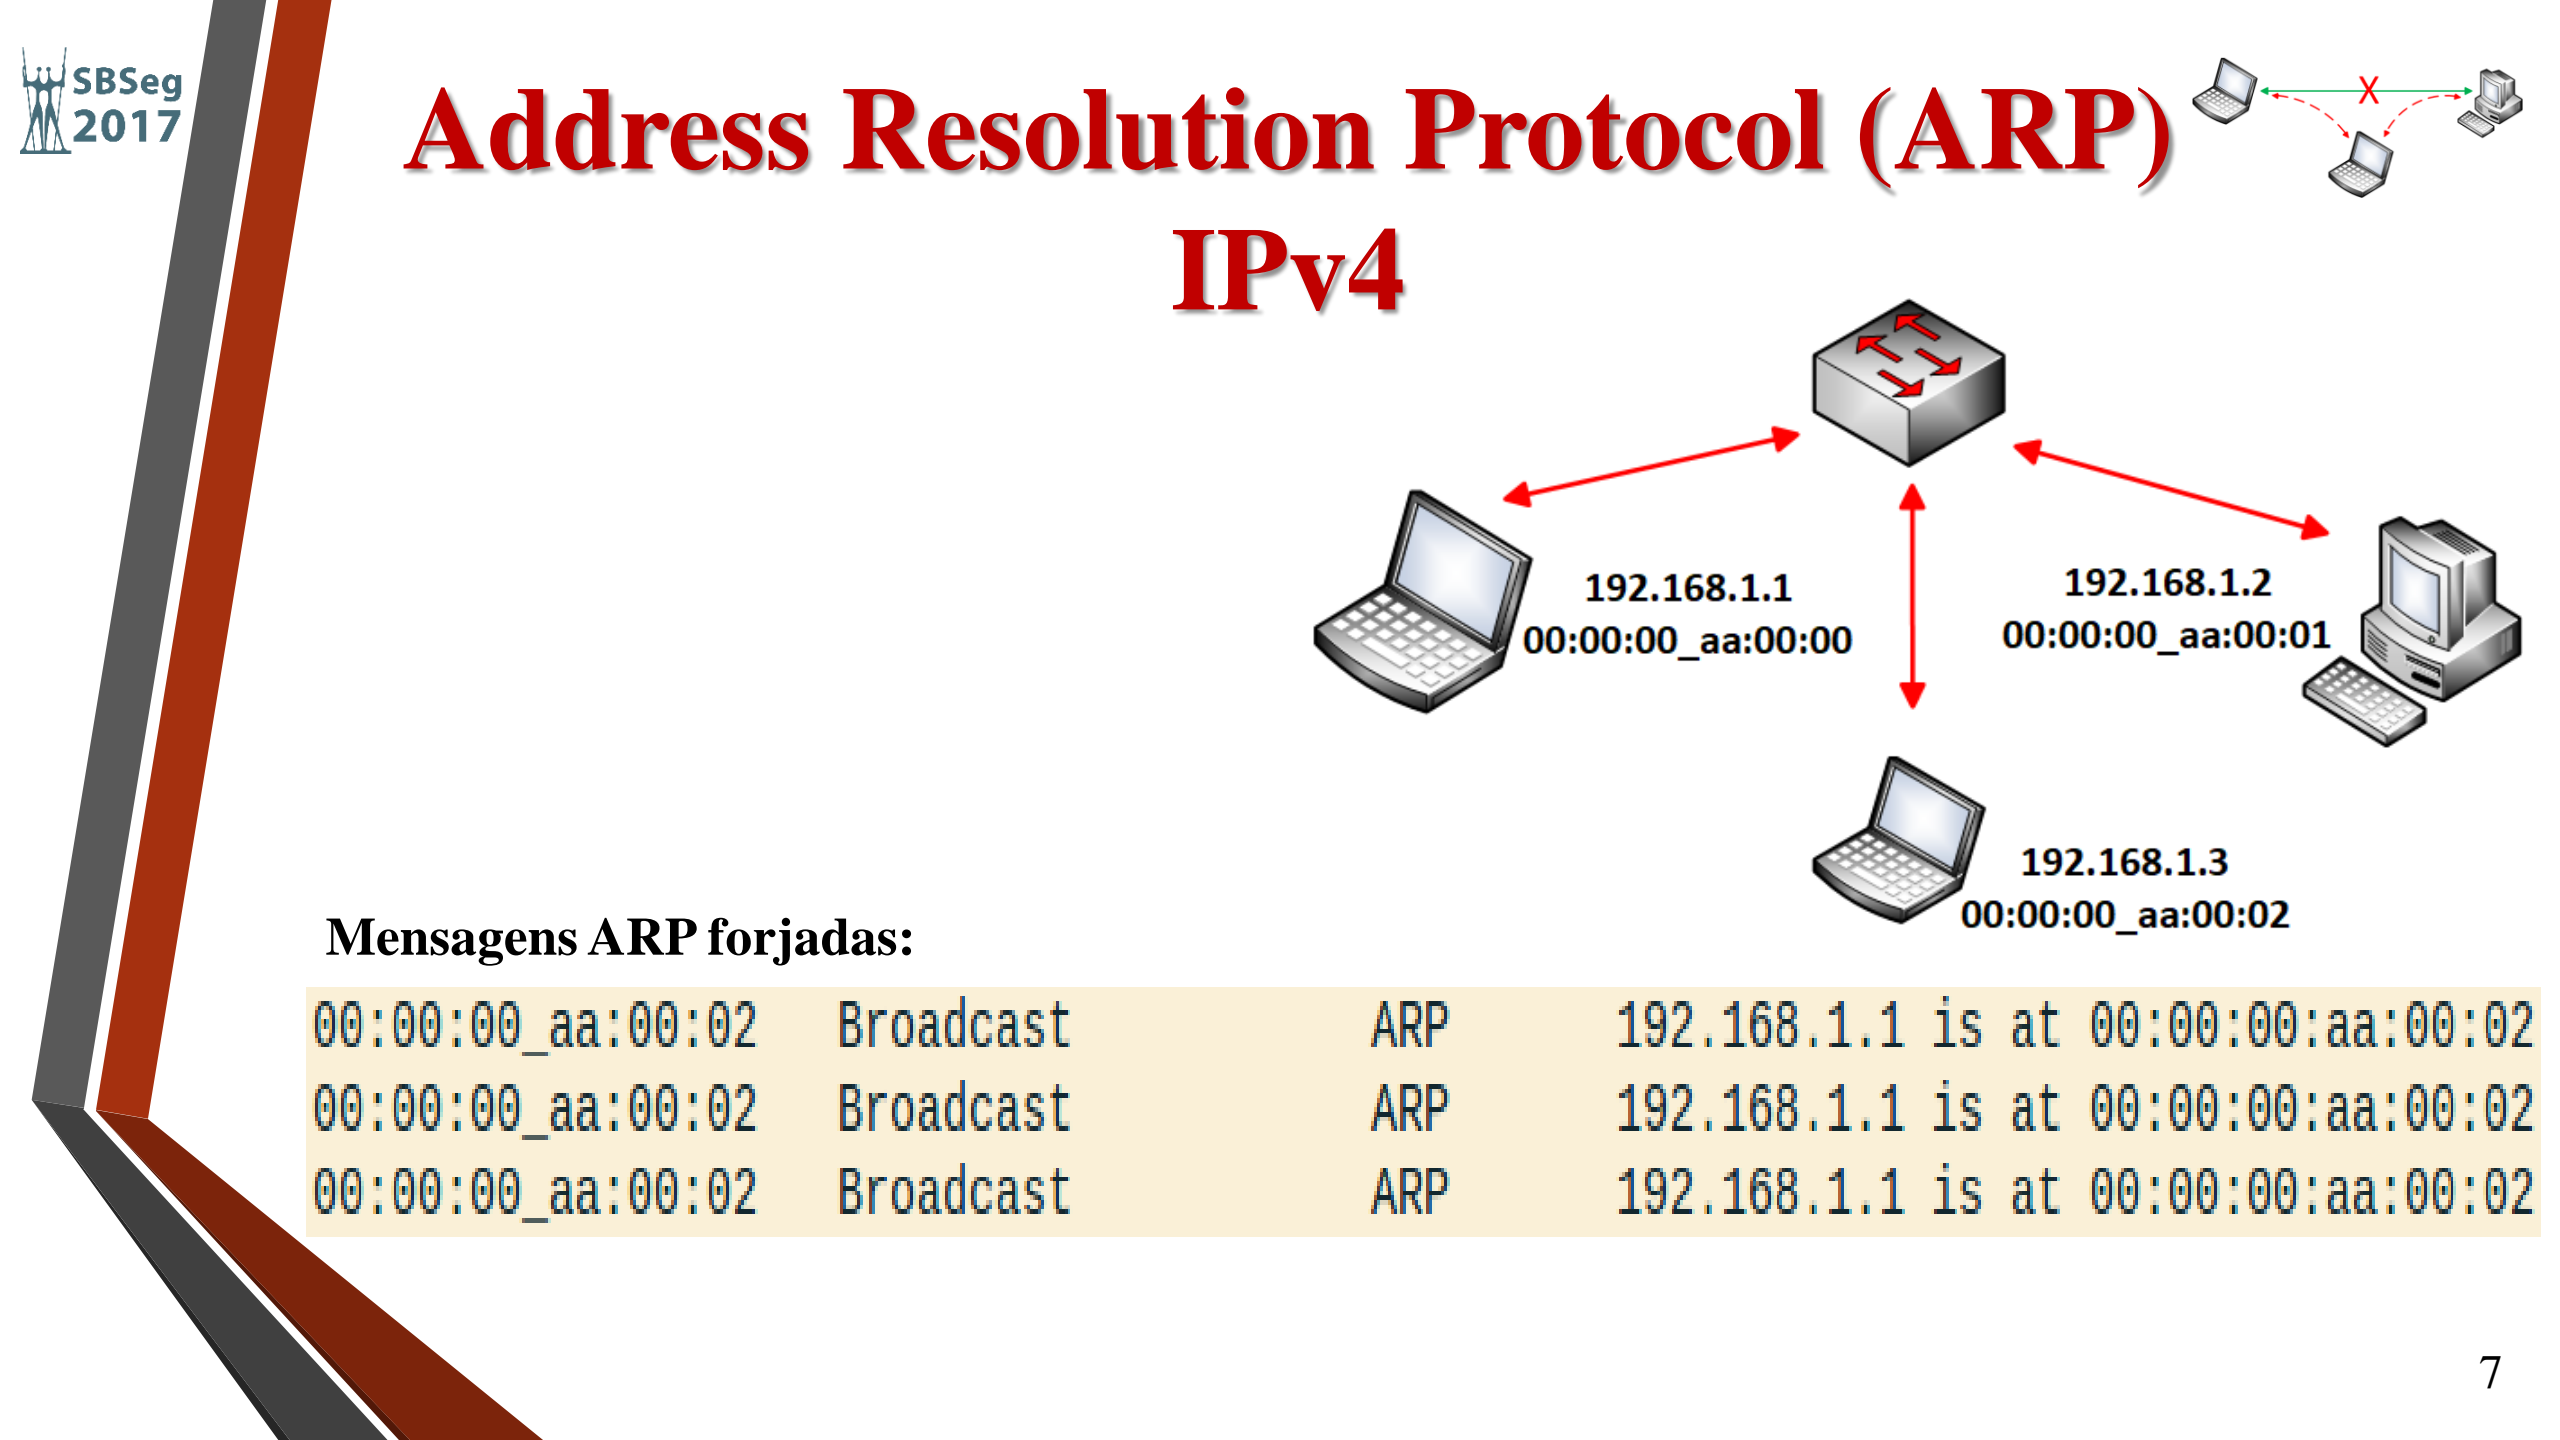 SBSeg
2017
Address Resolution Protocol (ARP)
IPv4
X
192.168.1.1
00:00:00_aa:00:00
192.168.1.2
00:00:00_aa:00:01
192.168.1.3
00:00:00_aa:00:02
Mensagens ARP forjadas:
00:00:00_aa:00:02 Broadcast ARP 192.168.1.1 is at 00:00:00:aa:00:02
00:00:00_aa:00:02 Broadcast ARP 192.168.1.1 is at 00:00:00:aa:00:02
00:00:00_aa:00:02 Broadcast ARP 192.168.1.1 is at 00:00:00:aa:00:02
7